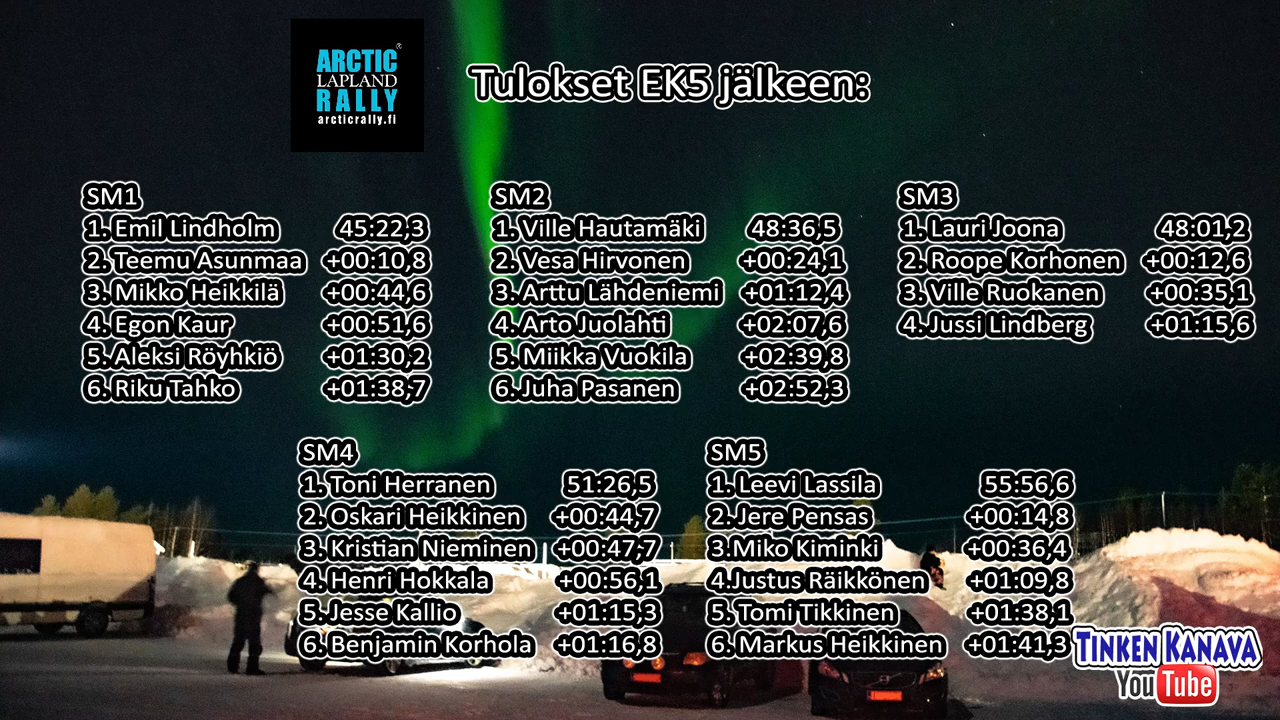 ARCTIC
LAPLAND
RALLY
arcticrally.fi
Tulokset EK5 jälkeen:
SM1
1. Emil Lindholm 45:22,3
2. Teemu Asunmaa +00:10,8
3. Mikko Heikkilä +00:44,6
4. Egon Kaur +00:51,6
5. Aleksi Röyhkiö +01:30,2
6. Riku Tahko +01:38,7
SM2
1. Ville Hautamäki 48:36,5
2. Vesa Hirvonen +00:24,1
3. Arttu Lähdeniemi +01:12,4
4. Arto Juolahti +02:07,6
5. Miikka Vuokila +02:39,8
6. Juha Pasanen +02:52,3
SM3
1. Lauri Joona 48:01,2
2. Roope Korhonen +00:12,6
3. Ville Ruokanen +00:35,1
4. Jussi Lindberg +01:15,6
SM4
1. Toni Herranen 51:26,5
2. Oskari Heikkinen +00:44,7
3. Kristian Nieminen +00:47,7
4. Henri Hokkala +00:56,1
5. Jesse Kallio +01:15,3
6. Benjamin Korhola +01:16,8
SM5
1. Leevi Lassila 55:56,6
2. Jere Pensas +00:14,8
3.Miko Kiminki +00:36,4
4.Justus Räikkönen +01:09,8
5. Tomi Tikkinen +01:38,1
6. Markus Heikkinen +01:41,3
TINKEN KANAVA
YouTube